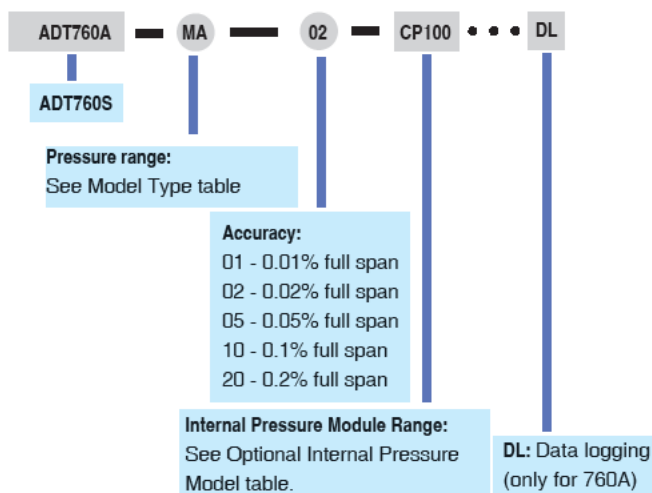 ADT760A MA 02 CP100 DL
ADT760S
Pressure range:
See Model Type table
Accuracy:
01 - 0.01% full span
02 - 0.02% full span
05 - 0.05% full span
10 - 0.1% full span
20 - 0.2% full span
Internal Pressure Module Range:
See Optional Internal Pressure
Model table.
DL: Data logging
(only for 760A)